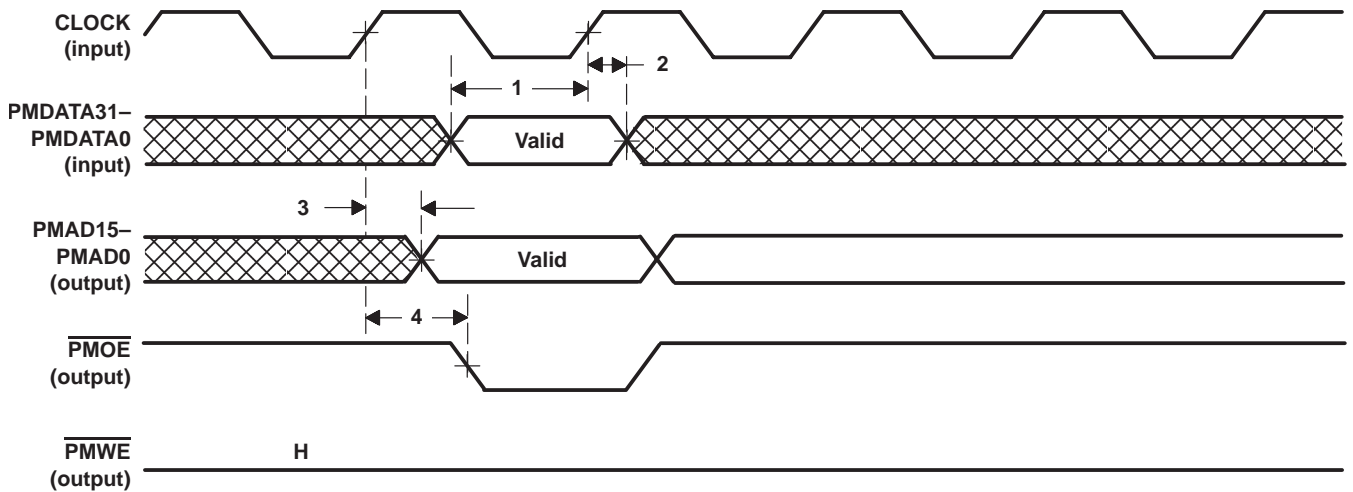 CLOCK
(input)
2
1
PMDATA31–
PMDATA0
(input)
Valid
3
PMAD15–
PMAD0
(output)
Valid
4
PMOE
(output)
PMWE
(output)
H